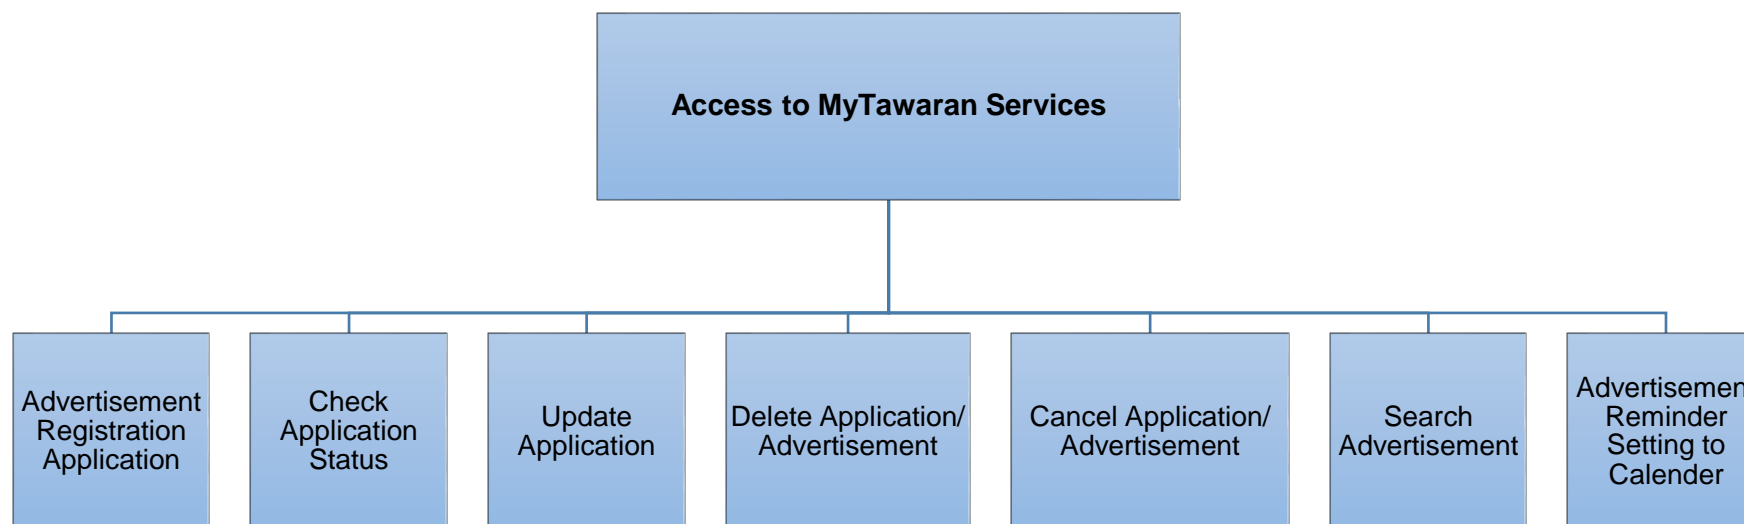 Access to MyTawaran Services
Advertisement
Registration
Application
Check
Application
Status
Update
Application
Delete Application/
Advertisement
Cancel Application/
Advertisement
Search
Advertisement
Advertisemen
Reminder
Setting to
Calender